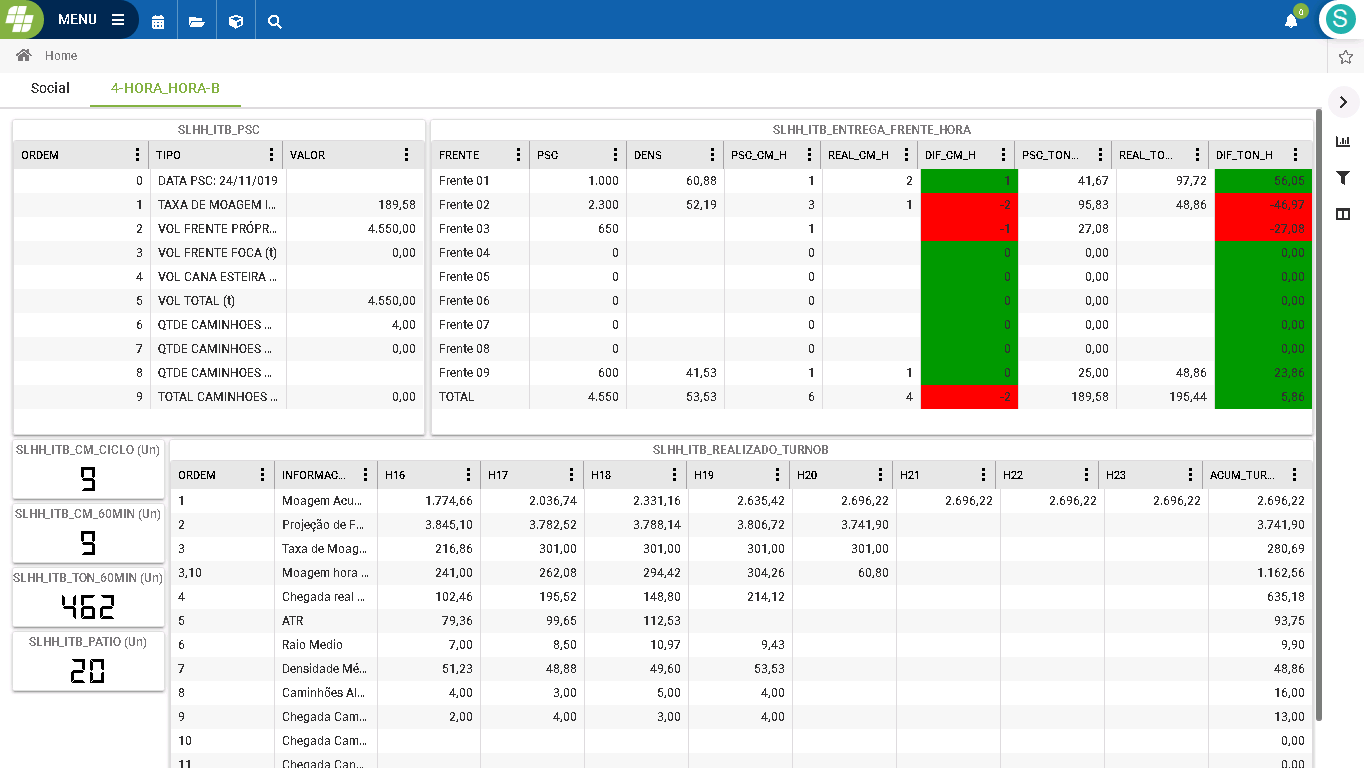 MENU
0
S
Home
Social 4-HORA_HORA-B
SLHH_ITB_PSC
ORDEM TIPO VALOR
0 DATA PSC: 24/11/019
1 TAXA DE MOAGEM I... 189,58
2 VOL FRENTE PRÓPR... 4.550,00
3 VOL FRENTE FOCA (t) 0,00
4 VOL CANA ESTEIRA ...
5 VOL TOTAL (t) 4.550,00
6 QTDE CAMINHOES ... 4,00
7 QTDE CAMINHOES ... 0,00
8 QTDE CAMINHOES ...
9 TOTAL CAMINHOES ... 0,00
SLHH_ITB_ENTREGA_FRENTE_HORA
FRENTE PSC DENS PSC_CM_H REAL_CM_H DIF_CM_H PSC_TON... REAL_TO... DIF_TON_H
Frente 01 1.000 60,88 1 2 1 41,67 97,72 56,05
Frente 02 2.300 52,19 3 1 -2 95,83 48,86 -46,97
Frente 03 650 1 -1 27,08 -27,08
Frente 04 0 0 0 0,00 0,00
Frente 05 0 0 0 0,00 0,00
Frente 06 0 0 0 0,00 0,00
Frente 07 0 0 0 0,00 0,00
Frente 08 0 0 0 0,00 0,00
Frente 09 600 41,53 1 1 0 25,00 48,86 23,86
TOTAL 4.550 53,53 6 4 -2 189,58 195,44 5,86
SLHH_ITB_CM_CICLO (Un)
9
SLHH_ITB_CM_60MIN (Un)
9
SLHH_ITB_TON_60MIN (Un)
462
SLHH_ITB_PATIO (Un)
20
SLHH_ITB_REALIZADO_TURNOB
ORDEM INFORMAC... H16 H17 H18 H19 H20 H21 H22 H23 ACUM_TUR...
1 Moagem Acu... 1.774,66 2.036,74 2.331,16 2.635,42 2.696,22 2.696,22 2.696,22 2.696,22 2.696,22
2 Projeção de F... 3.845,10 3.782,52 3.788,14 3.806,72 3.741,90 3.741,90
3 Taxa de Moag... 216,86 301,00 301,00 301,00 301,00 280,69
3,10 Moagem hora ... 241,00 262,08 294,42 304,26 60,80 1.162,56
4 Chegada real ... 102,46 195,52 148,80 214,12 635,18
5 ATR 79,36 99,65 112,53 93,75
6 Raio Medio 7,00 8,50 10,97 9,43 9,90
7 Densidade Mé... 51,23 48,88 49,60 53,53 48,86
8 Caminhões Al... 4,00 3,00 5,00 4,00 16,00
9 Chegada Cam... 2,00 4,00 3,00 4,00 13,00
10 Chegada Cam... 0,00
11 Chegada Can... 0,00